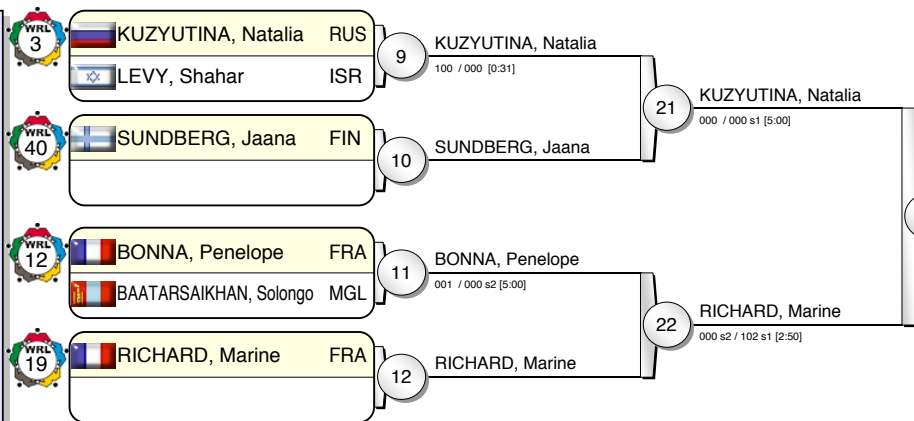 WRL 3 KUZYUTINA, Natalia RUS
LEVY, Shahar ISR
9 KUZYUTINA, Natalia
100 / 000 [0:31]
21 KUZYUTINA, Natalia
000 / 000 s1 [5:00]
WRL 40 SUNDBERG, Jaana FIN
10 SUNDBERG, Jaana
WRL 12 BONNA, Penelope FRA
BAATARSAIKHAN, Solongo MGL
11 BONNA, Penelope
001 / 000 s2 [5:00]
22 RICHARD, Marine
000 s2 / 102 s1 [2:50]
WRL 19 RICHARD, Marine FRA
12 RICHARD, Marine